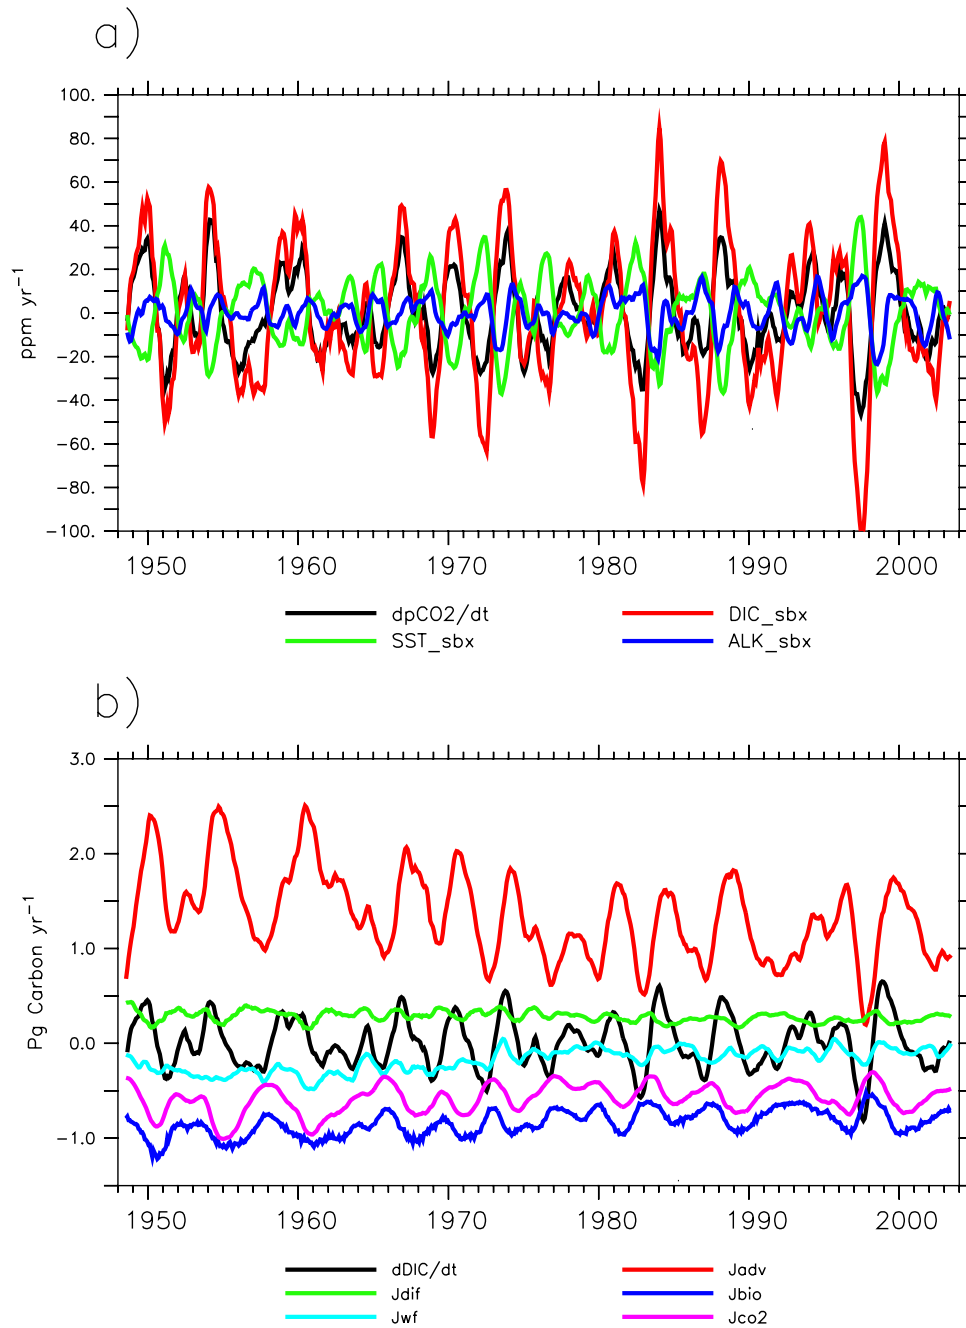 a)
100.
80.
60.
40.
20.
0.
-20.
-40.
-60.
-80.
-100.
ppm yr⁻¹
1950 1960 1970 1980 1990 2000
dpCO2/dt DIC_sbx
SST_sbx ALK_sbx
b)
3.0
2.0
1.0
0.0
-1.0
Pg Carbon yr⁻¹
1950 1960 1970 1980 1990 2000
dDIC/dt Jadv
Jdif Jbio
Jwf Jco2